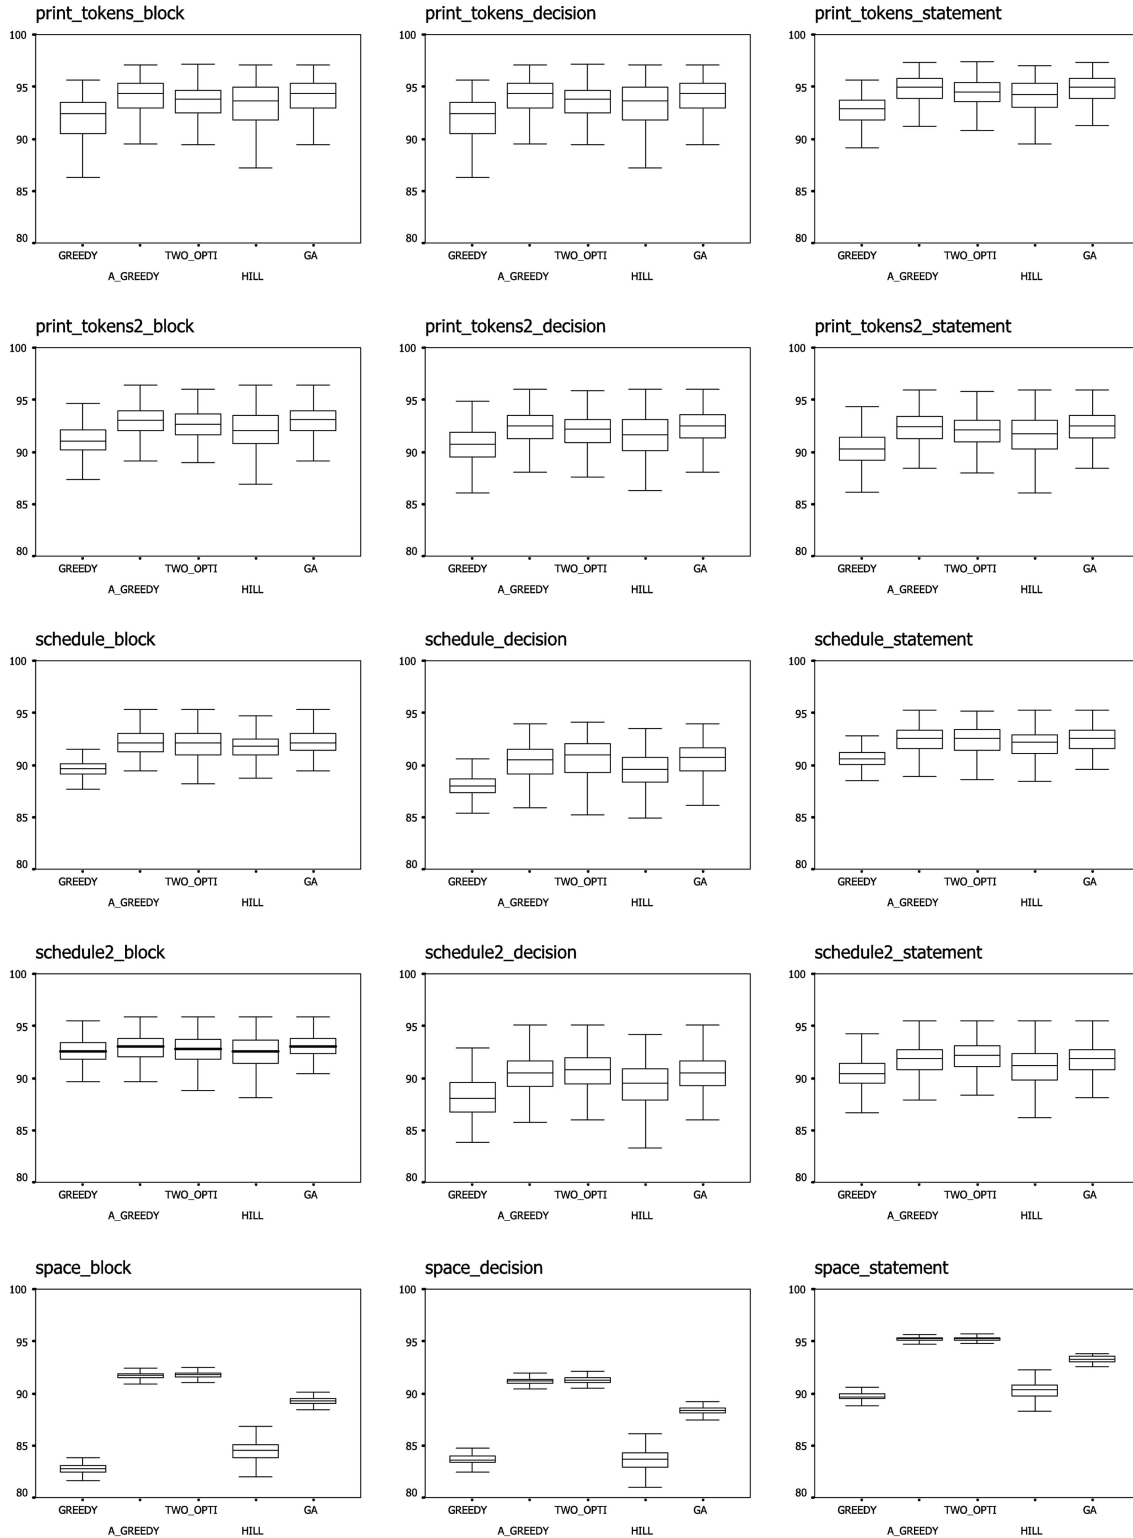 print_tokens_block print_tokens_decision print_tokens_statement
100 100 100
95 95 95
90 90 90
85 85 85
80 80 80
GREEDY TWO_OPTI GA GREEDY TWO_OPTI GA GREEDY TWO_OPTI GA
A_GREEDY HILL A_GREEDY HILL A_GREEDY HILL
print_tokens2_block print_tokens2_decision print_tokens2_statement
100 100 100
95 95 95
90 90 90
85 85 85
80 80 80
GREEDY TWO_OPTI GA GREEDY TWO_OPTI GA GREEDY TWO_OPTI GA
A_GREEDY HILL A_GREEDY HILL A_GREEDY HILL
schedule_block schedule_decision schedule_statement
100 100 100
95 95 95
90 90 90
85 85 85
80 80 80
GREEDY TWO_OPTI GA GREEDY TWO_OPTI GA GREEDY TWO_OPTI GA
A_GREEDY HILL A_GREEDY HILL A_GREEDY HILL
schedule2_block schedule2_decision schedule2_statement
100 100 100
95 95 95
90 90 90
85 85 85
80 80 80
GREEDY TWO_OPTI GA GREEDY TWO_OPTI GA GREEDY TWO_OPTI GA
A_GREEDY HILL A_GREEDY HILL A_GREEDY HILL
space_block space_decision space_statement
100 100 100
95 95 95
90 90 90
85 85 85
80 80 80
GREEDY TWO_OPTI GA GREEDY TWO_OPTI GA GREEDY TWO_OPTI GA
A_GREEDY HILL A_GREEDY HILL A_GREEDY HILL